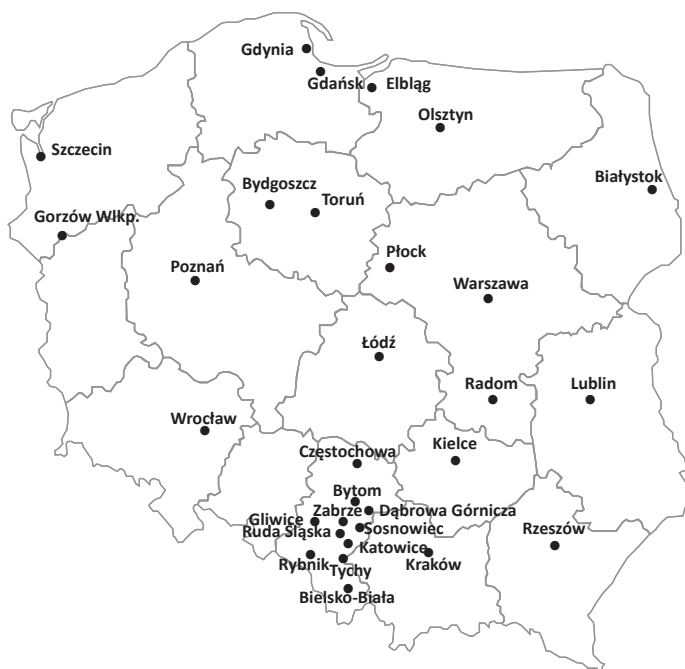 Gdynia
Gdańsk
Elbląg
Olsztyn
Szczecin
Białystok
Bydgoszcz
Toruń
Gorzów Wlkp.
Płock
Poznań
Warszawa
Łódź
Radom
Lublin
Wrocław
Kielce
Częstochowa
Bytom
Zabrze
Dąbrowa Górnicza
Gliwice
Sosnowiec
Ruda Śląska
Rzeszów
Katowice
Rybnik
Tychy
Kraków
Bielsko-Biała